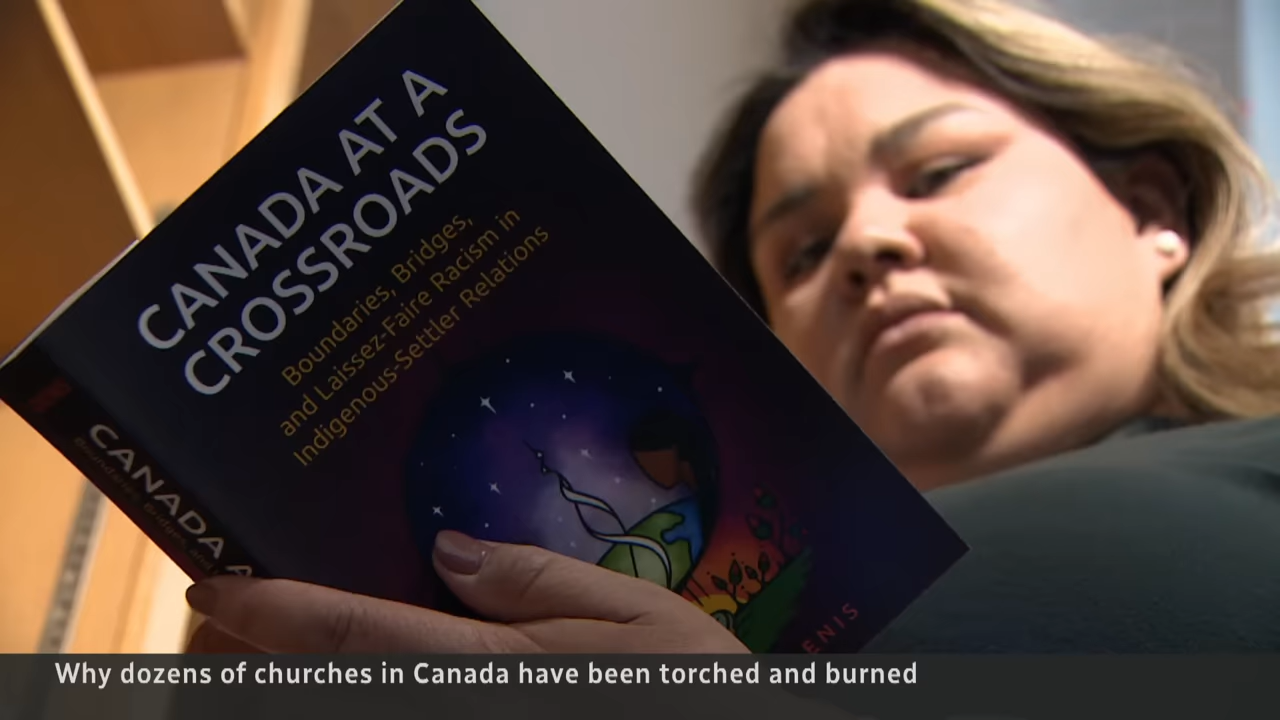 CANADA AT A
CROSSROADS
Boundaries, Bridges,
and Laissez-Faire Racism in
Indigenous-Settler Relations
CANADA A
ENIS
Why dozens of churches in Canada have been torched and burned